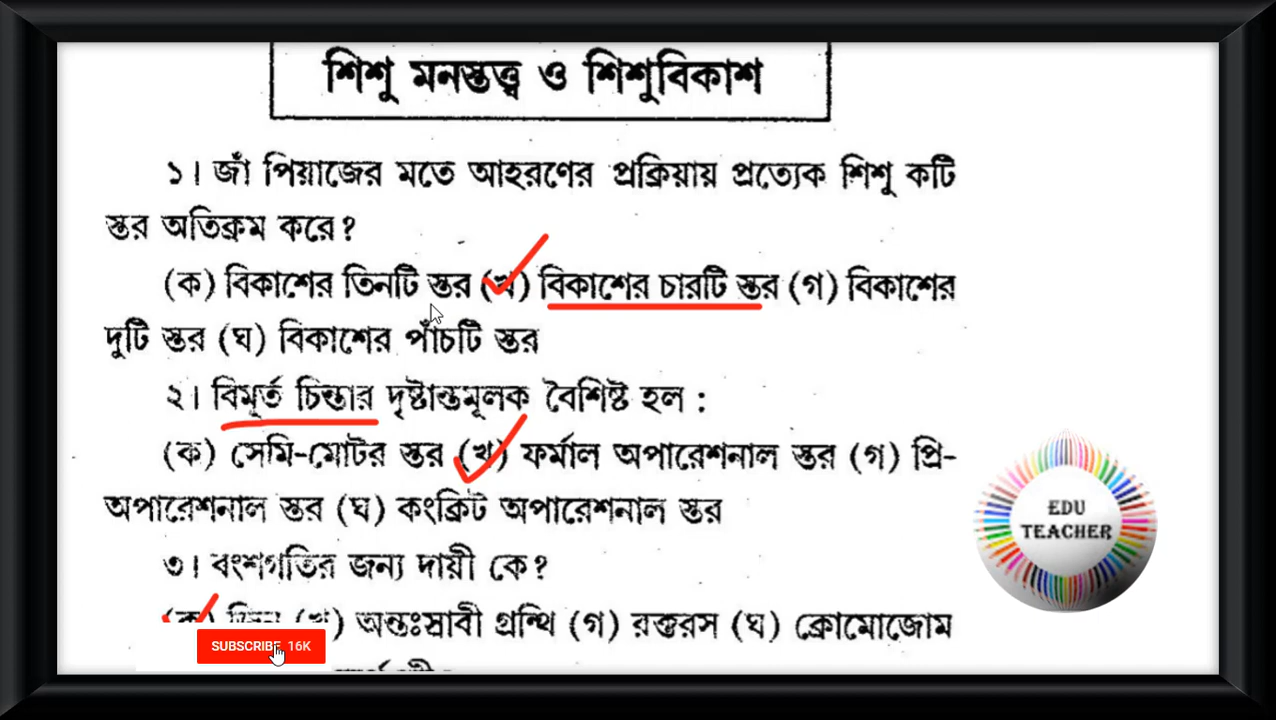 শিশু মনস্তত্ত্ব ও শিশুবিকাশ
১। জাঁ পিয়াজের মতে আহরণের প্রক্রিয়ায় প্রত্যেক শিশু কটি
স্তর অতিক্রম করে?
(ক) বিকাশের তিনটি স্তর (খ) বিকাশের চারটি স্তর (গ) বিকাশের
দুটি স্তর (ঘ) বিকাশের পাঁচটি স্তর
২। বিমূর্ত চিন্তার দৃষ্টান্তমূলক বৈশিষ্ট হল :
(ক) সেমি-মোটর স্তর (খ) ফর্মাল অপারেশনাল স্তর (গ) প্রি-
অপারেশনাল স্তর (ঘ) কংক্রিট অপারেশনাল স্তর
৩। বংশগতির জন্য দায়ী কে?
(ক) জিন (খ) অন্তঃস্রাবী গ্রন্থি (গ) রক্তরস (ঘ) ক্রোমোজোম
SUBSCRIBE 16K
EDU
TEACHER